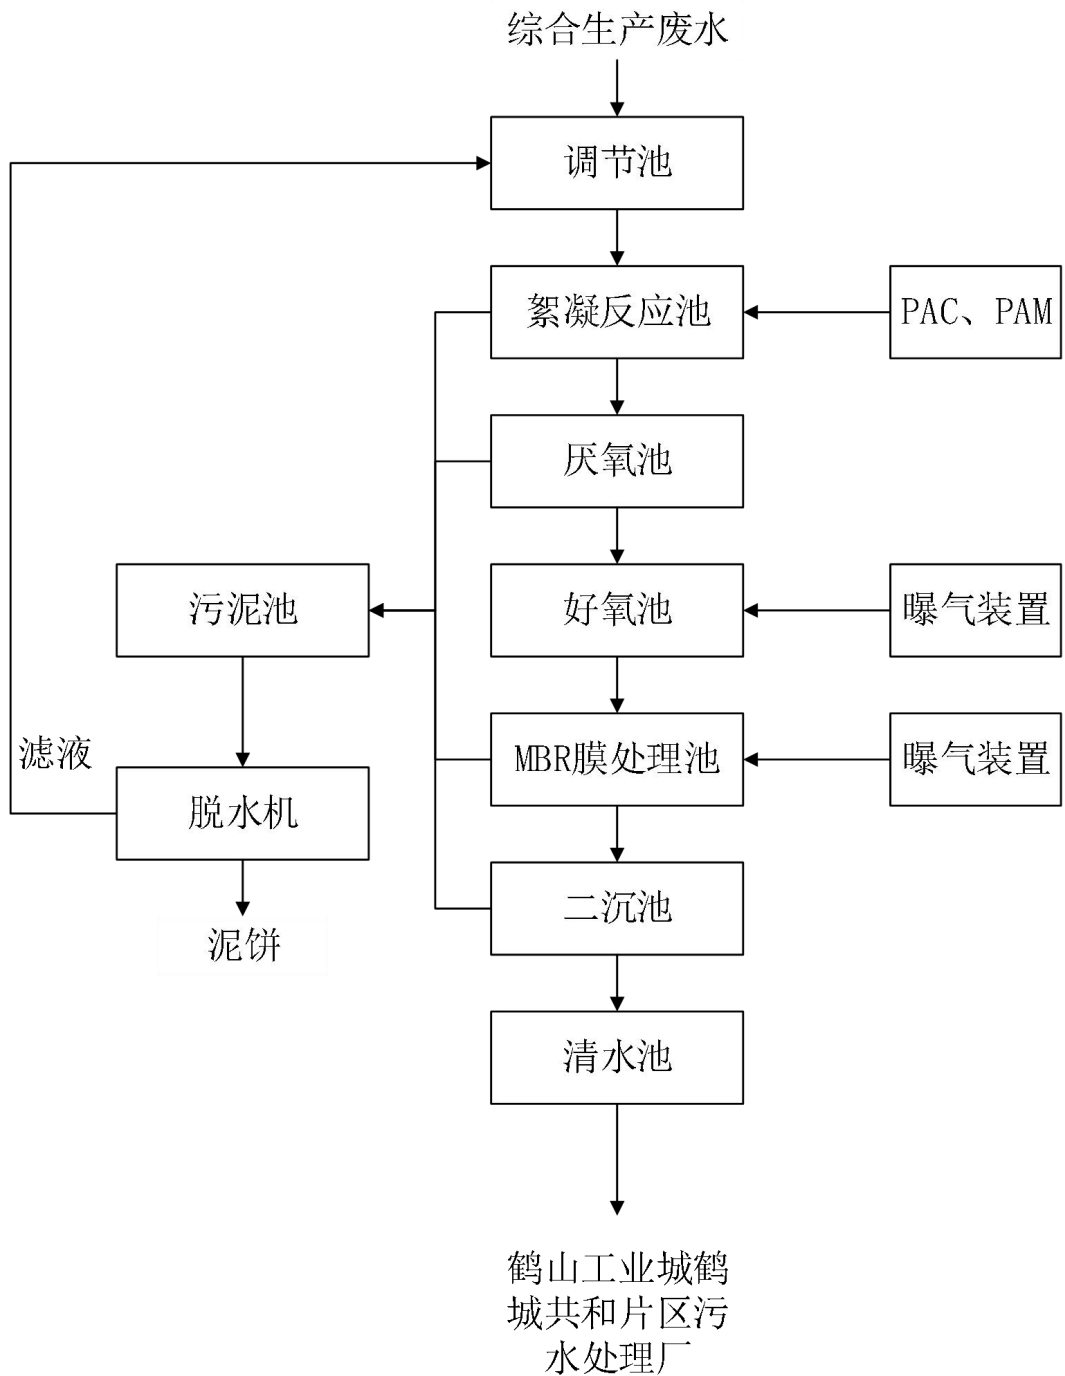 综合生产废水
调节池
絮凝反应池
PAC、PAM
厌氧池
污泥池
好氧池
曝气装置
滤液
MBR膜处理池
曝气装置
脱水机
二沉池
泥饼
清水池
鹤山工业城鹤
城共和片区污
水处理厂